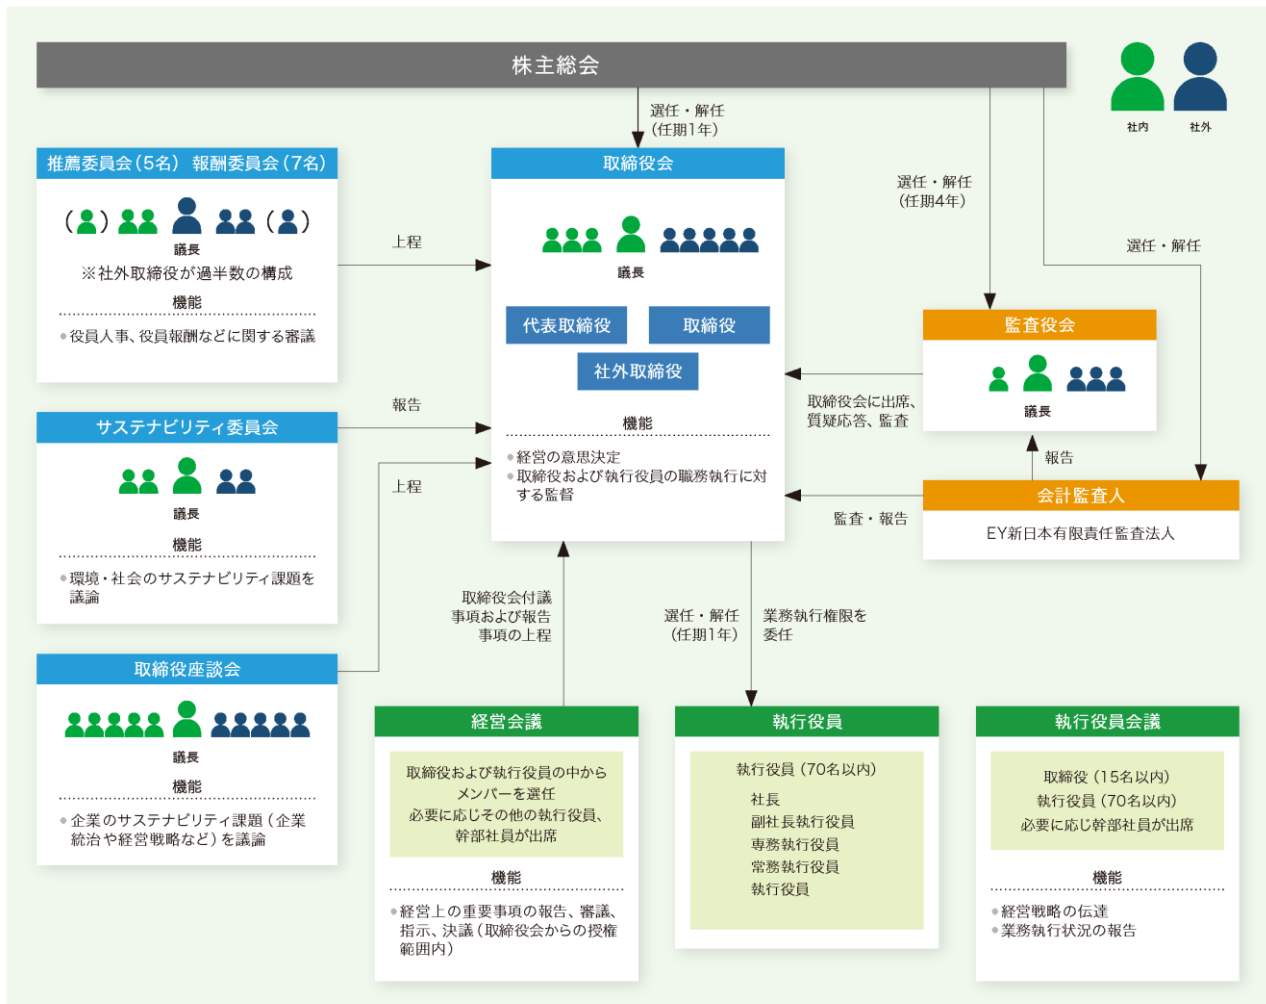 株主総会
社内
社外
選任・解任
(任期1年)
推薦委員会(5名) 報酬委員会(7名)
( ) ( )
議長
※社外取締役が過半数の構成
機能
●役員人事、役員報酬などに関する審議
上程
取締役会
議長
代表取締役
取締役
社外取締役
機能
●経営の意思決定
●取締役および執行役員の職務執行に対
する監督
選任・解任
(任期4年)
選任・解任
監査役会
議長
取締役会に出席、
質疑応答、監査
報告
会計監査人
EY新日本有限責任監査法人
監査・報告
サステナビリティ委員会
議長
機能
●環境・社会のサステナビリティ課題を
議論
報告
上程
取締役座談会
議長
機能
●企業のサステナビリティ課題(企業
統治や経営戦略など)を議論
取締役会付議
事項および報告
事項の上程
選任・解任
(任期1年)
業務執行権限を
委任
経営会議
取締役および執行役員の中から
メンバーを選任
必要に応じその他の執行役員、
幹部社員が出席
機能
●経営上の重要事項の報告、審議、
指示、決議(取締役会からの授権
範囲内)
執行役員
執行役員(70名以内)
社長
副社長執行役員
専務執行役員
常務執行役員
執行役員
執行役員会議
取締役(15名以内)
執行役員(70名以内)
必要に応じ幹部社員が出席
機能
●経営戦略の伝達
●業務執行状況の報告